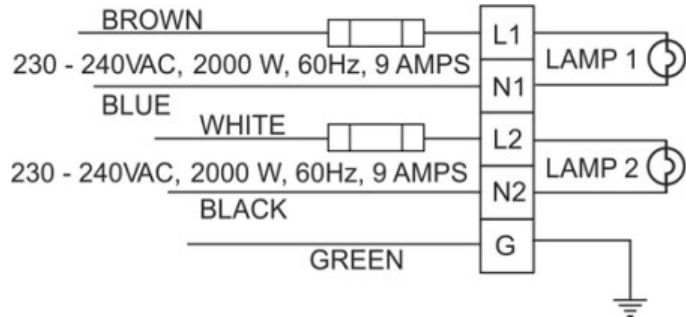 BROWN
L1
230 - 240VAC, 2000 W, 60Hz, 9 AMPS
LAMP 1
N1
BLUE
WHITE
L2
230 - 240VAC, 2000 W, 60Hz, 9 AMPS
LAMP 2
N2
BLACK
G
GREEN